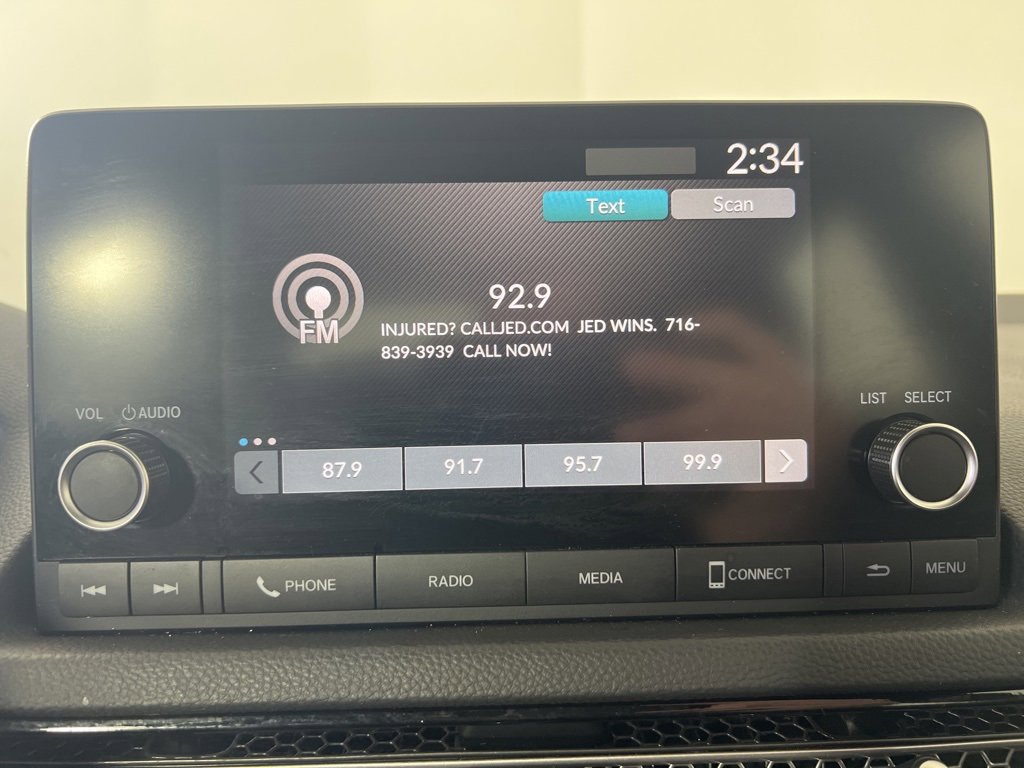 2:34
Text Scan
92.9
FM
INJURED? CALLJED.COM JED WINS. 716-
839-3939 CALL NOW!
VOL AUDIO
LIST SELECT
87.9 91.7 95.7 99.9
PHONE RADIO MEDIA CONNECT MENU